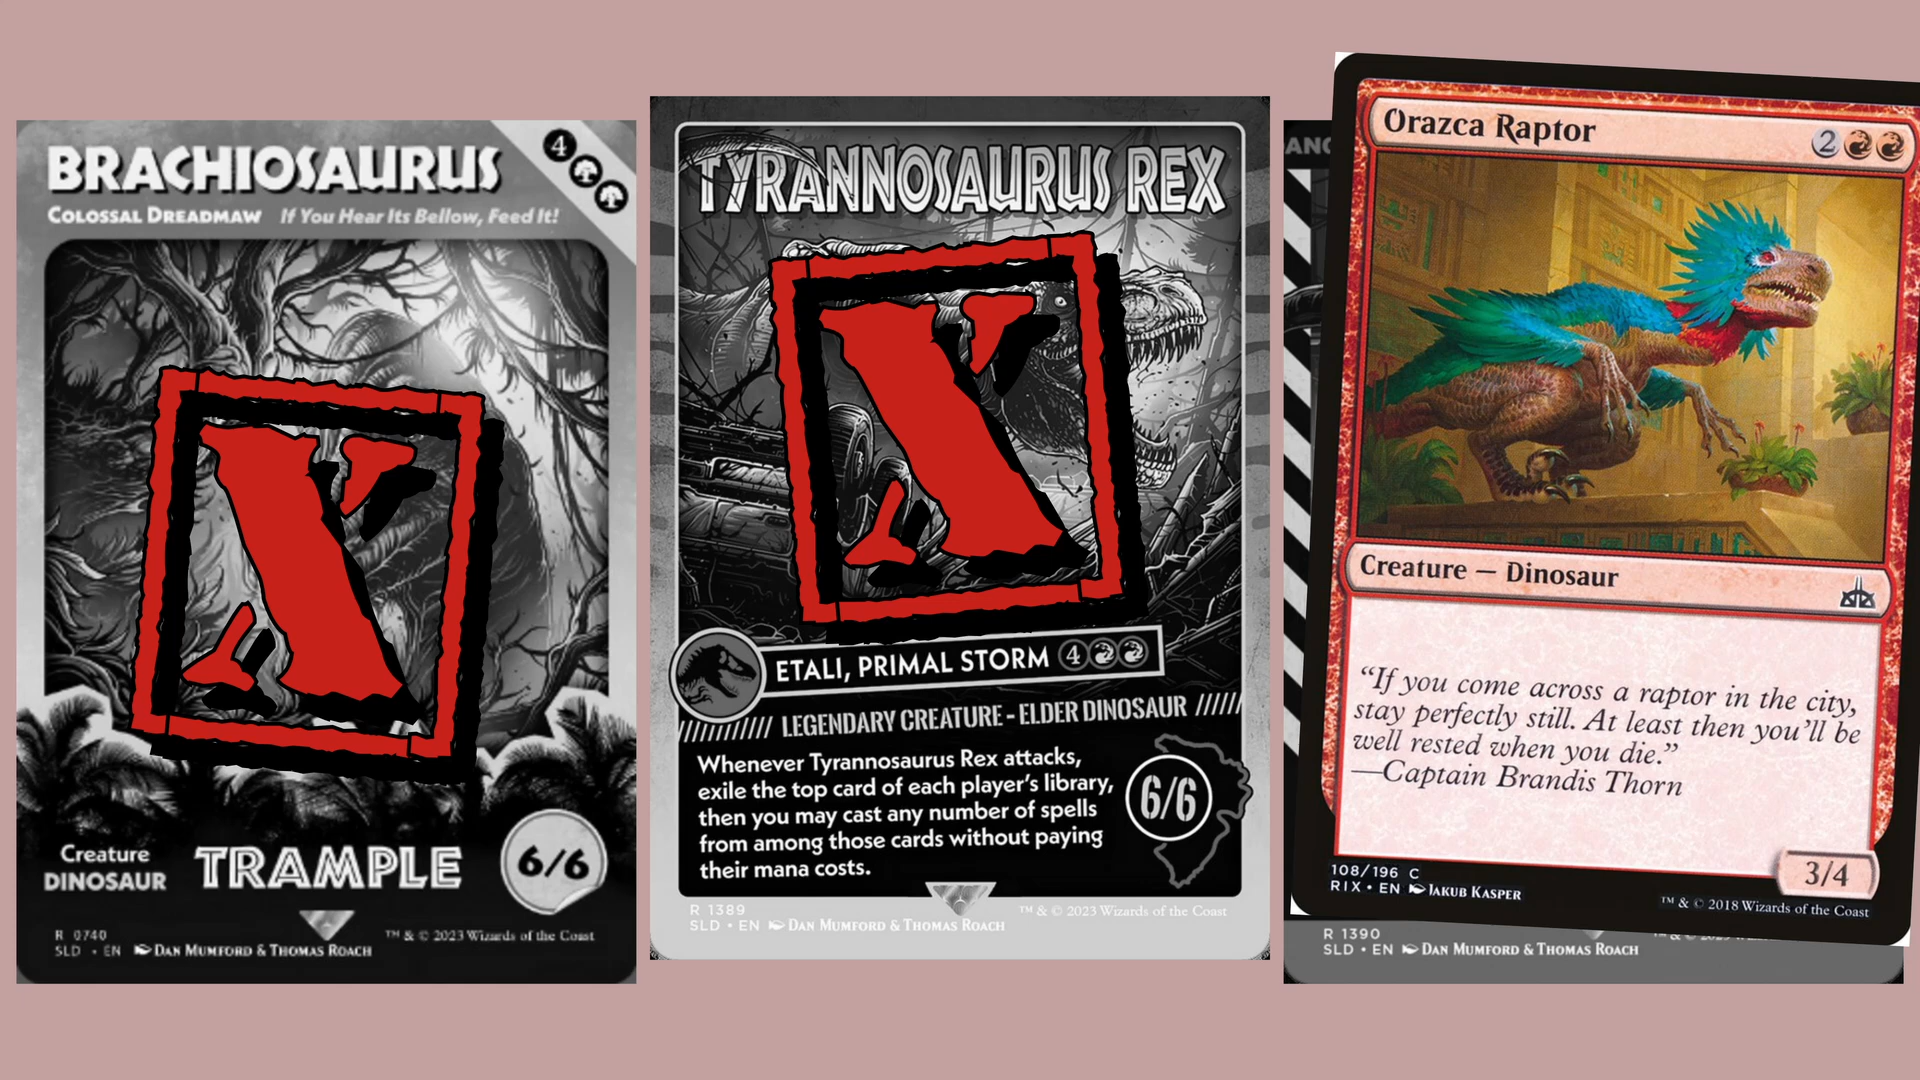 BRACHIOSAURUS
4
COLOSSAL DREADMAW If You Hear Its Bellow, Feed It!
X
Creature
DINOSAUR
TRAMPLE
6/6
R 0740
SLD • EN DAN MUMFORD & THOMAS ROACH
™ & © 2023 Wizards of the Coast
TYRANNOSAURUS REX
X
ETALI, PRIMAL STORM 4
LEGENDARY CREATURE - ELDER DINOSAUR
Whenever Tyrannosaurus Rex attacks,
exile the top card of each player's library,
then you may cast any number of spells
from among those cards without paying
their mana costs.
6/6
R 1389
SLD • EN DAN MUMFORD & THOMAS ROACH
™ & © 2023 Wizards of the Coast
Orazca Raptor
2
Creature — Dinosaur
“If you come across a raptor in the city,
stay perfectly still. At least then you’ll be
well rested when you die.”
—Captain Brandis Thorn
3/4
108/196 C
RIX • EN JAKUB KASPER
™ & © 2018 Wizards of the Coast
R 1390
SLD • EN DAN MUMFORD & THOMAS ROACH